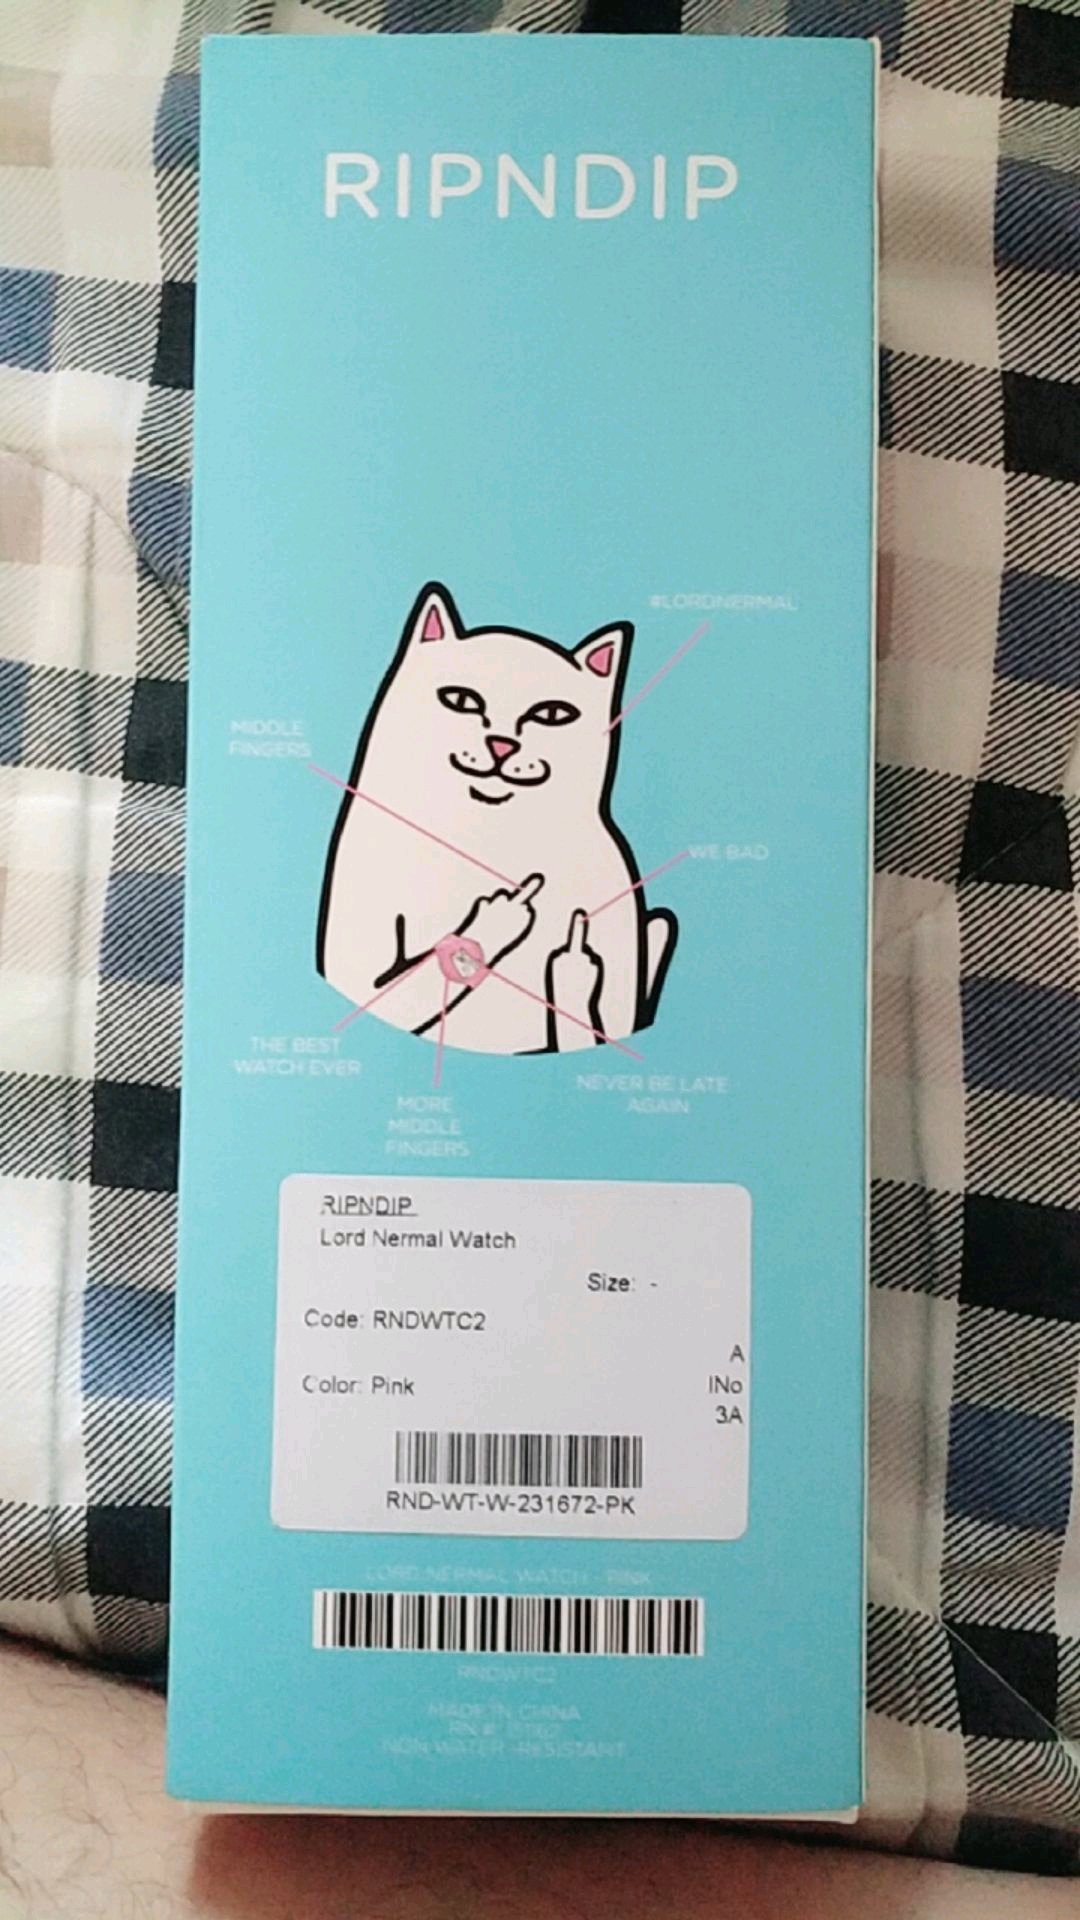 RIPNDIP
#LORDNERMAL
MIDDLE
FINGERS
WE BAD
THE BEST
WATCH EVER
NEVER BE LATE
AGAIN
MORE
MIDDLE
FINGERS
RIPNDIP
Lord Nermal Watch
Size: -
Code: RNDWTC2
A
Color: Pink
INo
3A
RND-WT-W-231672-PK
LORD NERMAL WATCH - PINK
RNDWTC2
MADE IN CHINA
RN #:
NON WATER -RESISTANT